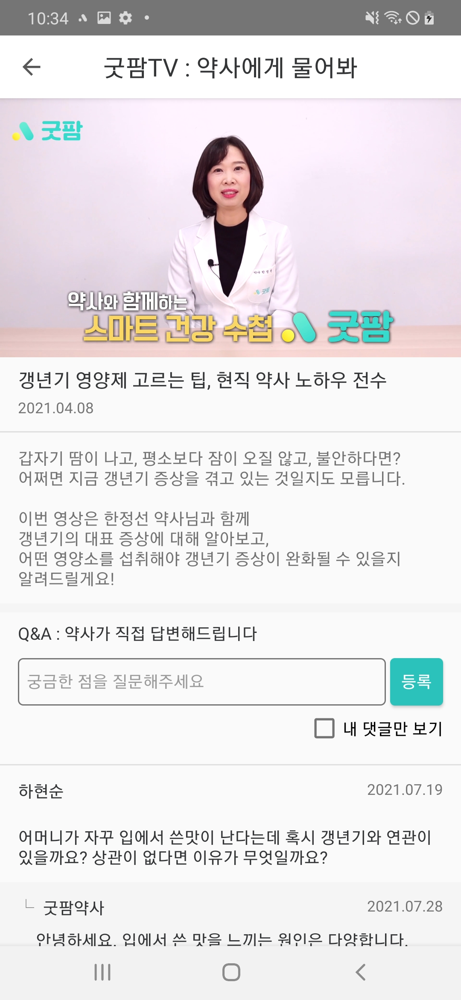 10:34
굿팜TV : 약사에게 물어봐
굿팜
약사와 함께하는
스마트 건강 수첩 굿팜
갱년기 영양제 고르는 팁, 현직 약사 노하우 전수
2021.04.08
갑자기 땀이 나고, 평소보다 잠이 오질 않고, 불안하다면?
어쩌면 지금 갱년기 증상을 겪고 있는 것일지도 모릅니다.
이번 영상은 한정선 약사님과 함께
갱년기의 대표 증상에 대해 알아보고,
어떤 영양소를 섭취해야 갱년기 증상이 완화될 수 있을지
알려드릴게요!
Q&A : 약사가 직접 답변해드립니다
궁금한 점을 질문해주세요
등록
내 댓글만 보기
하현순
2021.07.19
어머니가 자꾸 입에서 쓴맛이 난다는데 혹시 갱년기와 연관이
있을까요? 상관이 없다면 이유가 무엇일까요?
굿팜약사
2021.07.28
안녕하세요. 입에서 쓴 맛을 느끼는 원인은 다양합니다.